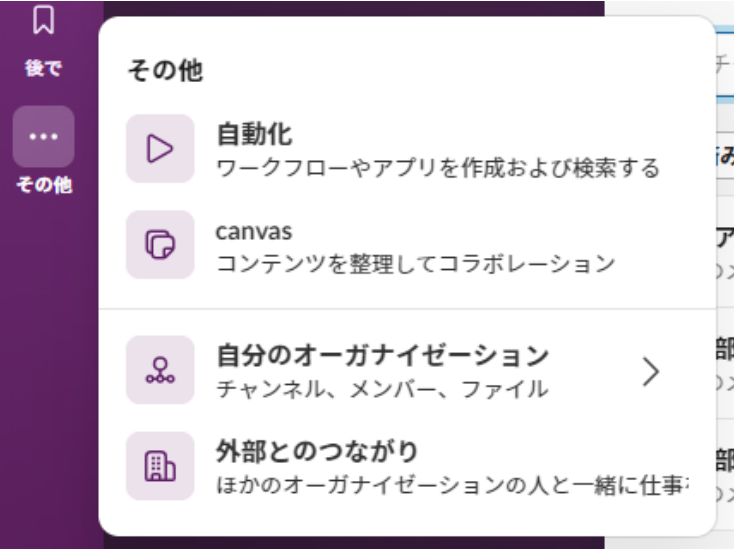 後で
その他
その他
自動化
ワークフローやアプリを作成および検索する
canvas
コンテンツを整理してコラボレーション
自分のオーガナイゼーション
チャンネル、メンバー、ファイル
外部とのつながり
ほかのオーガナイゼーションの人と一緒に仕事
チ
み
ア
部
部